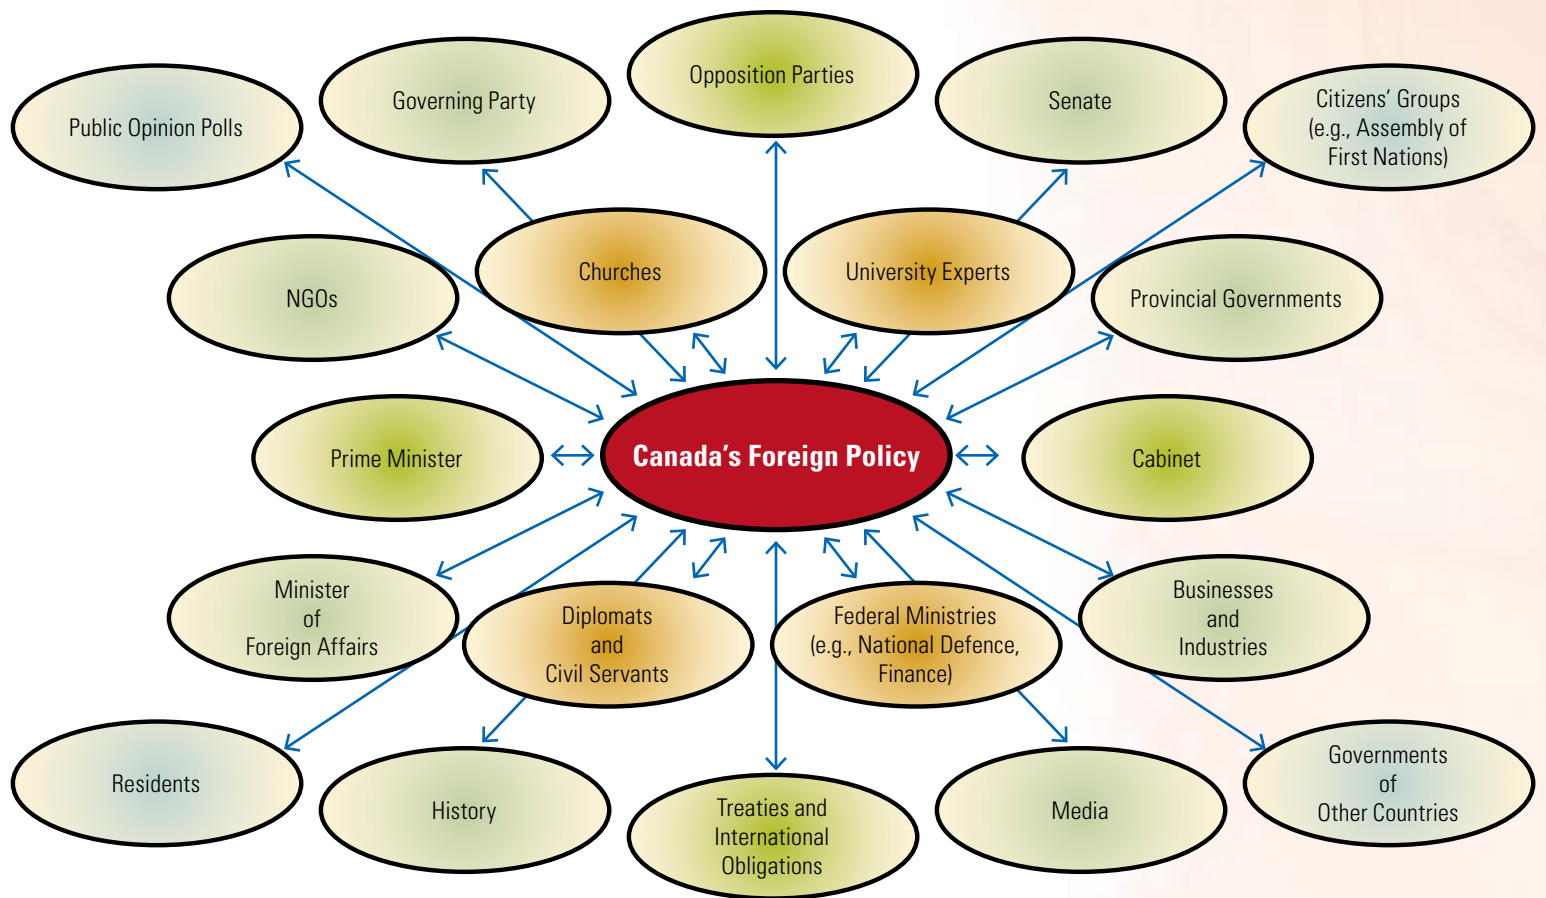 Opposition Parties
Governing Party
Senate
Public Opinion Polls
Citizens’ Groups
(e.g., Assembly of
First Nations)
Churches
University Experts
NGOs
Provincial Governments
Prime Minister
Canada’s Foreign Policy
Cabinet
Minister
of
Foreign Affairs
Diplomats
and
Civil Servants
Federal Ministries
(e.g., National Defence,
Finance)
Businesses
and
Industries
Residents
History
Treaties and
International
Obligations
Media
Governments
of
Other Countries